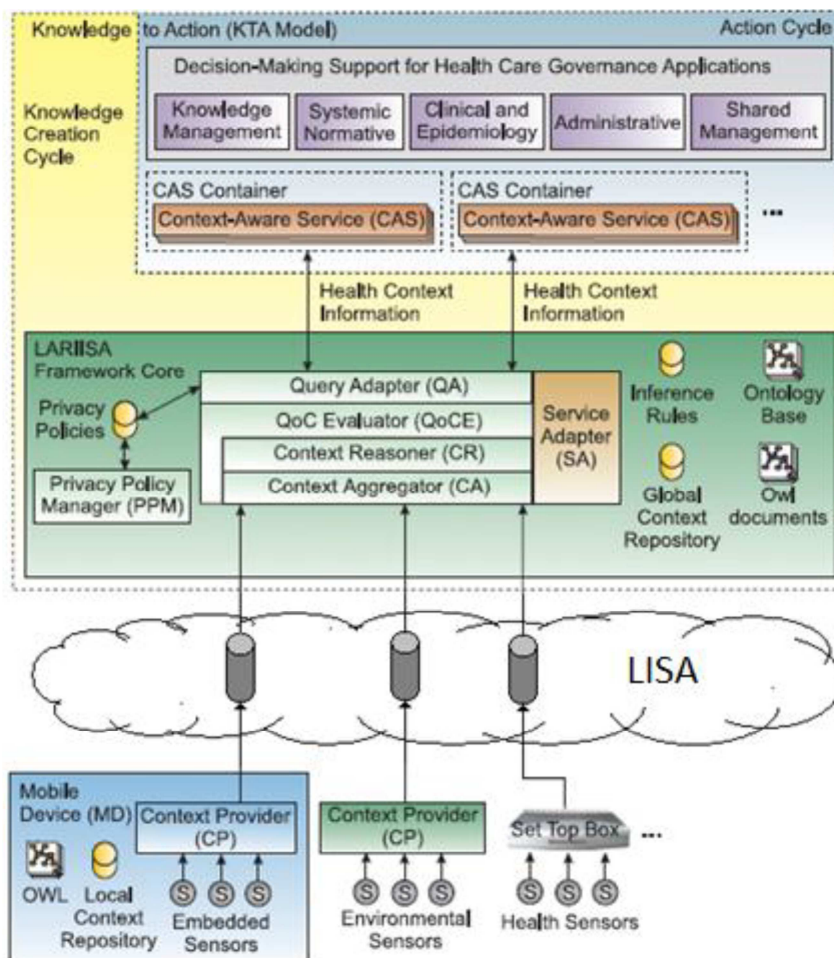 Knowledge to Action (KTA Model)
Action Cycle
Knowledge
Creation
Cycle
Decision-Making Support for Health Care Governance Applications
Knowledge
Management
Systemic
Normative
Clinical and
Epidemiology
Administrative
Shared
Management
CAS Container
Context-Aware Service (CAS)
CAS Container
Context-Aware Service (CAS)
...
Health Context
Information
Health Context
Information
LARIISA
Framework Core
Privacy
Policies
Privacy Policy
Manager (PPM)
Query Adapter (QA)
QoC Evaluator (QoCE)
Context Reasoner (CR)
Context Aggregator (CA)
Service
Adapter
(SA)
Inference
Rules
Ontology
Base
Global
Context
Repository
Owl
documents
LISA
Mobile
Device (MD)
OWL
Local
Context
Repository
Context Provider
(CP)
S S S
Embedded
Sensors
Context Provider
(CP)
S S S
Environmental
Sensors
Set Top Box
...
S S S
Health Sensors